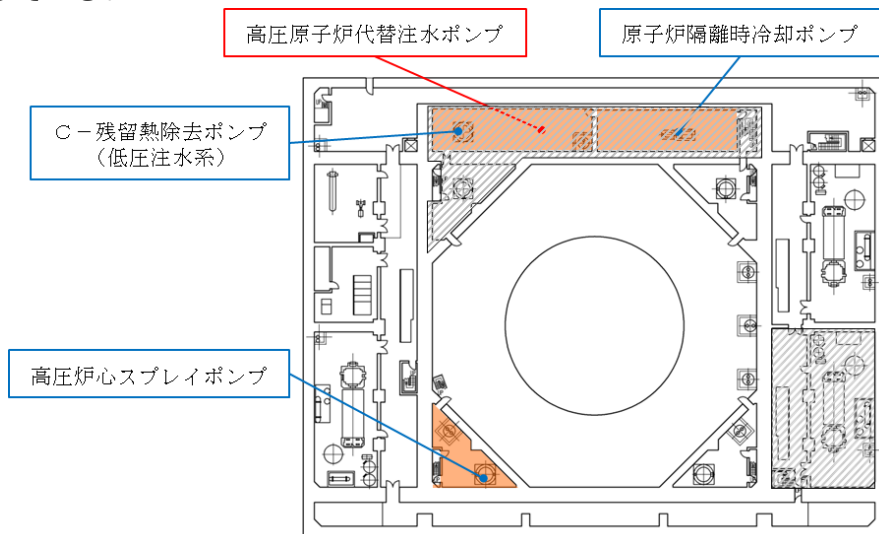 高圧原子炉代替注水ポンプ
原子炉隔離時冷却ポンプ
C－残留熱除去ポンプ
（低圧注水系）
高圧炉心スプレイポンプ